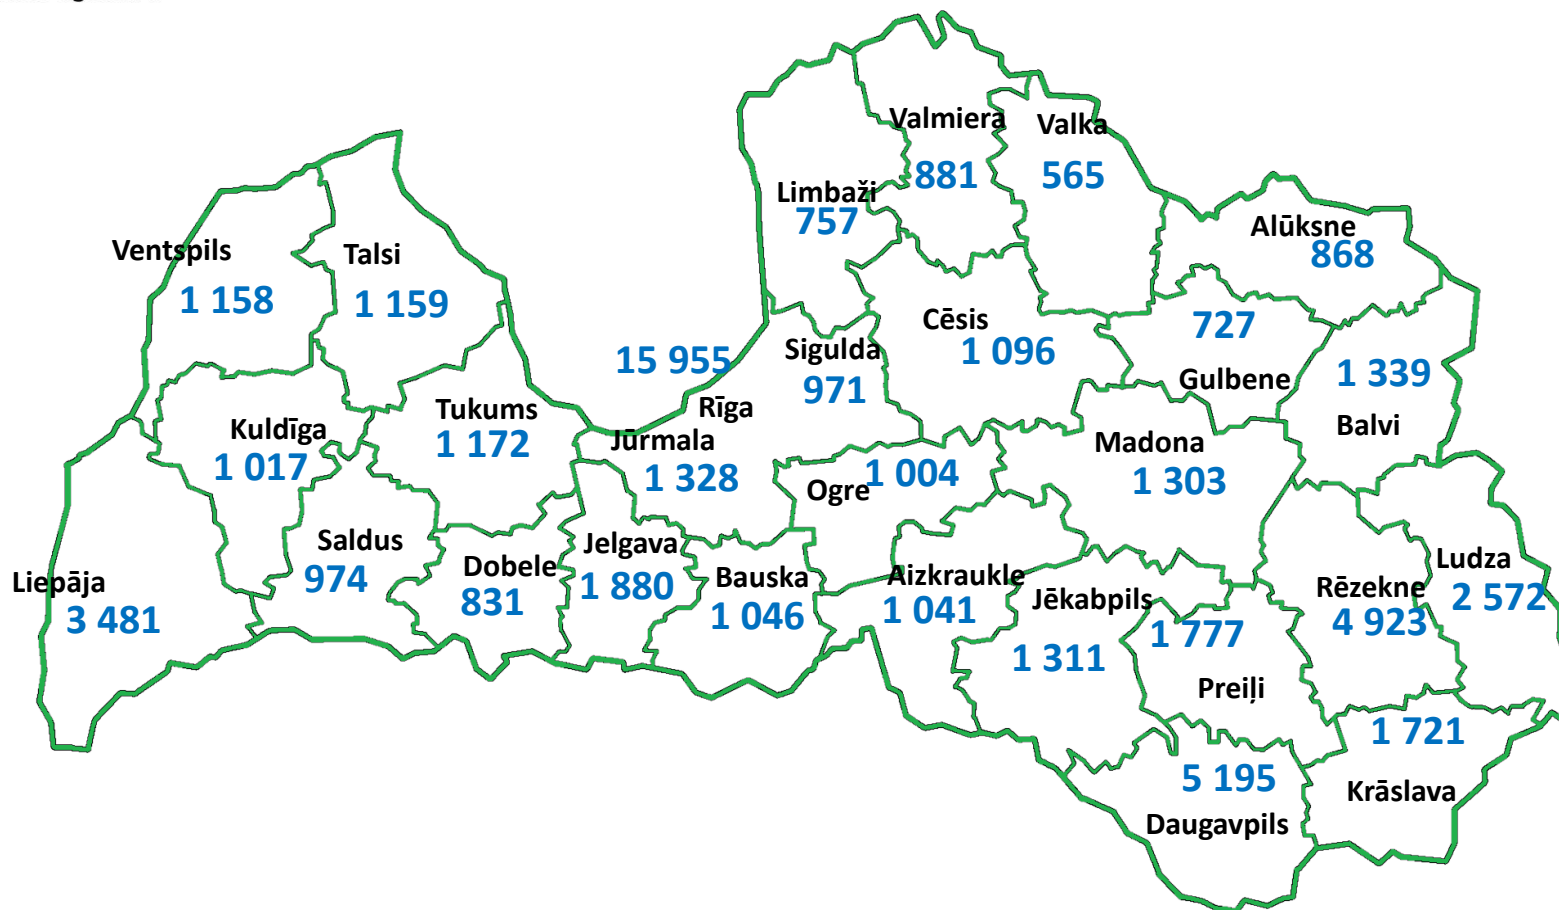 Valmiera
881
Valka
565
Limbaži
757
Alūksne
868
Ventspils
1 158
Talsi
1 159
Cēsis
1 096
727
Gulbene
1 339
Balvi
15 955
Rīga
Sigulda
971
Tukums
1 172
Kuldīga
1 017
Jūrmala
1 328
Ogre
1 004
Madona
1 303
Saldus
974
Dobele
831
Jelgava
1 880
Bauska
1 046
Aizkraukle
1 041
Jēkabpils
1 311
1 777
Preiļi
Rēzekne
4 923
Ludza
2 572
Liepāja
3 481
1 721
Krāslava
5 195
Daugavpils